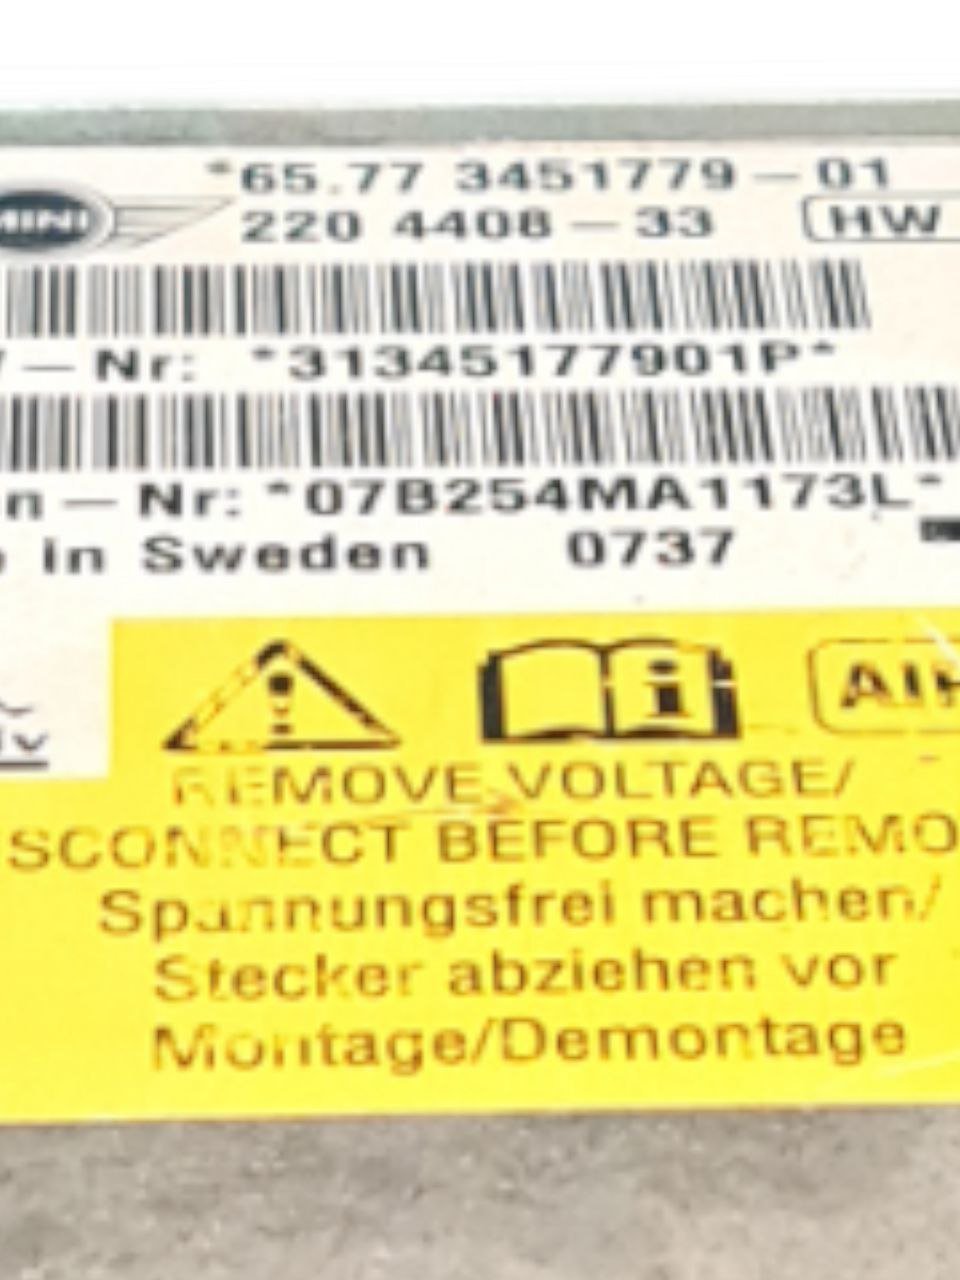 *65.77 3451779-01
MINI 220 4408-33 HW
-Nr: *31345177901P*
n-Nr: *07B254MA1173L*
in Sweden 0737
iv
REMOVE VOLTAGE/
SCONNECT BEFORE REMO
Spannungsfrei machen/
Stecker abziehen vor
Montage/Demontage